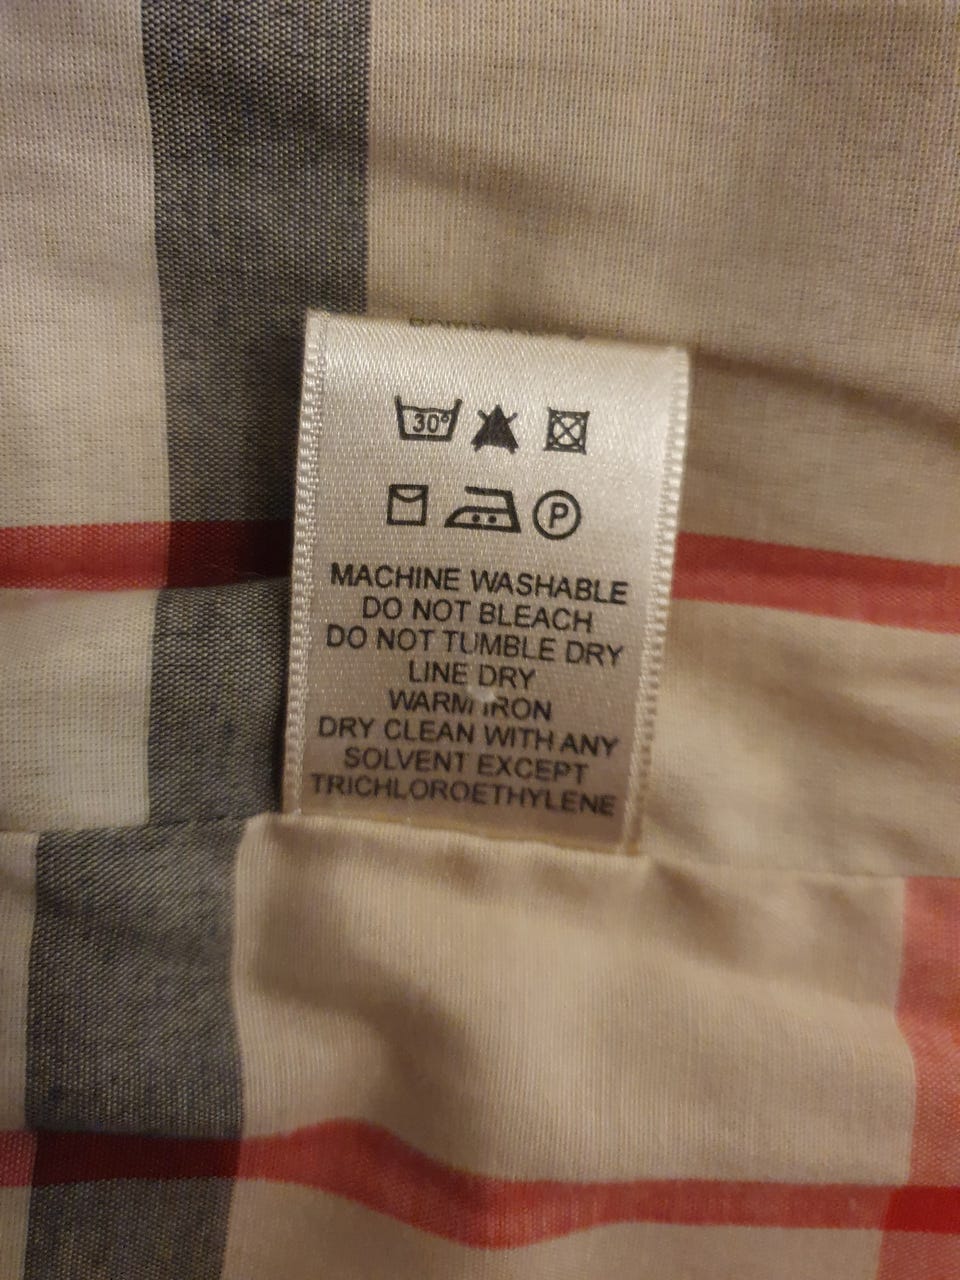 30°
P
MACHINE WASHABLE
DO NOT BLEACH
DO NOT TUMBLE DRY
LINE DRY
WARM IRON
DRY CLEAN WITH ANY
SOLVENT EXCEPT
TRICHLOROETHYLENE